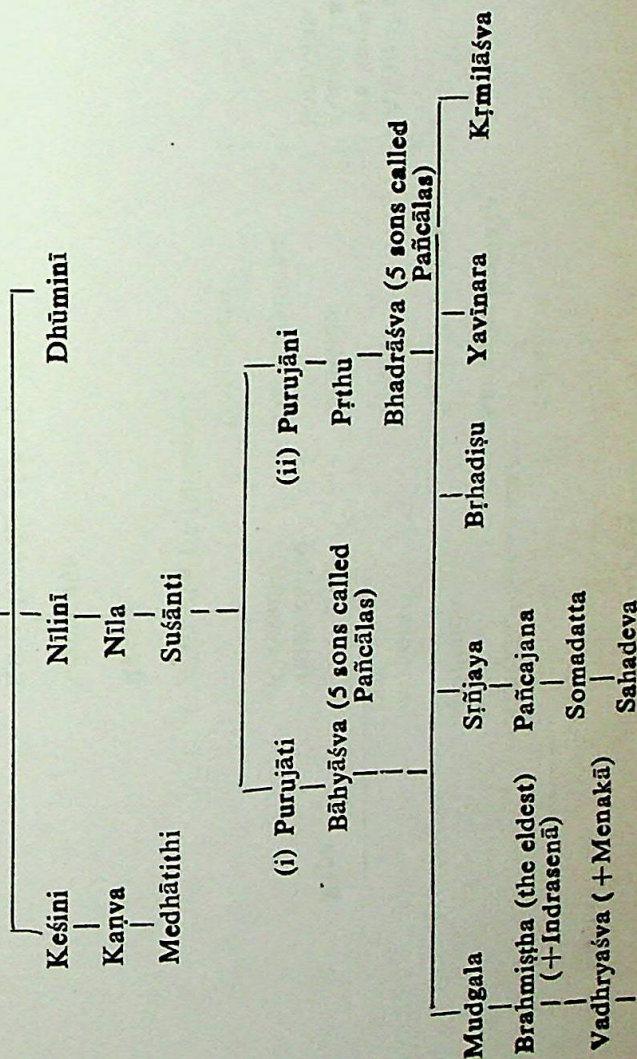 Keśini Nīlinī Dhūminī
Kaṇva Nīla
Medhātithi Suśānti
(i) Purujāti (ii) Purujāni
Bāhyāśva (5 sons called Pṛthu
Pañcālas) Bhadrāśva (5 sons called
Pañcālas)
Mudgala Sṛñjaya Bṛhadiṣu Yavīnara Kṛmilāśva
Brahmiṣṭha (the eldest) Pañcajana
(+Indrasenā) Somadatta
Vadhryaśva (+Menakā) Sahadeva